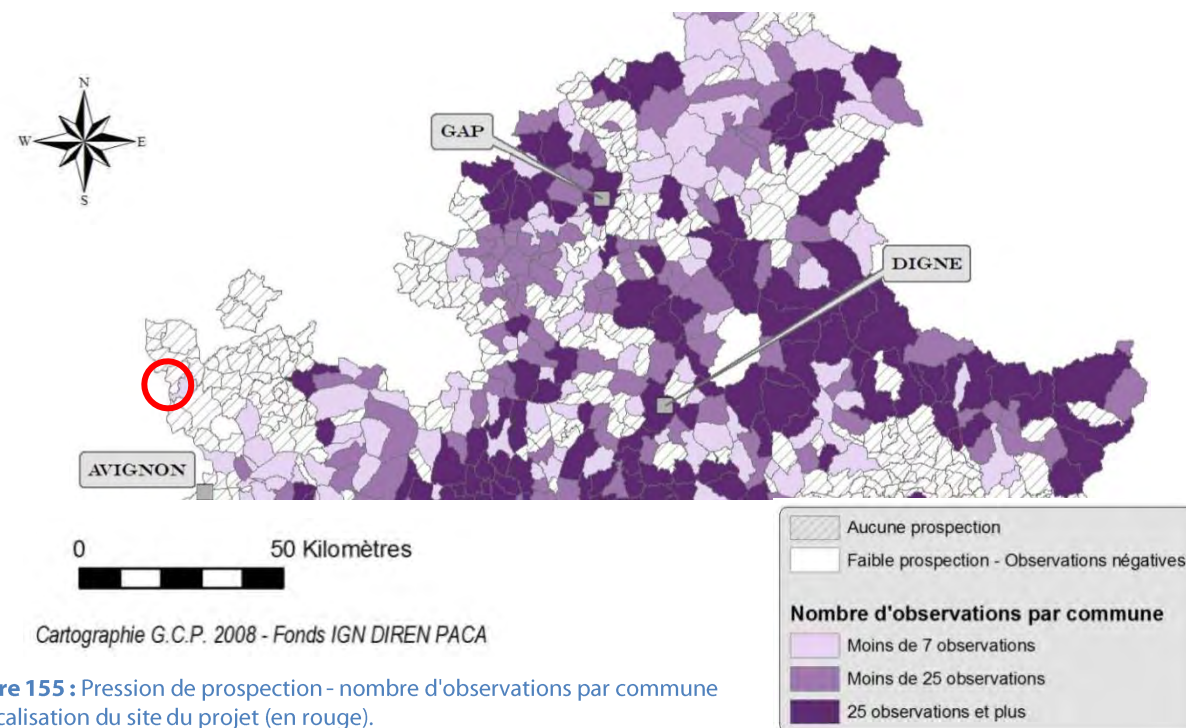 N
W E
S
GAP
DIGNE
AVIGNON
0 50 Kilomètres
Cartographie G.C.P. 2008 - Fonds IGN DIREN PACA
Aucune prospection
Faible prospection - Observations négatives
Nombre d'observations par commune
Moins de 7 observations
Moins de 25 observations
25 observations et plus
re 155 : Pression de prospection - nombre d'observations par commune
calisation du site du projet (en rouge).